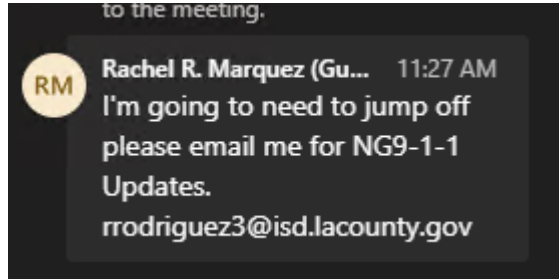 to the meeting.
RM
Rachel R. Marquez (Gu... 11:27 AM
I'm going to need to jump off
please email me for NG9-1-1
Updates.
rrodriguez3@isd.lacounty.gov